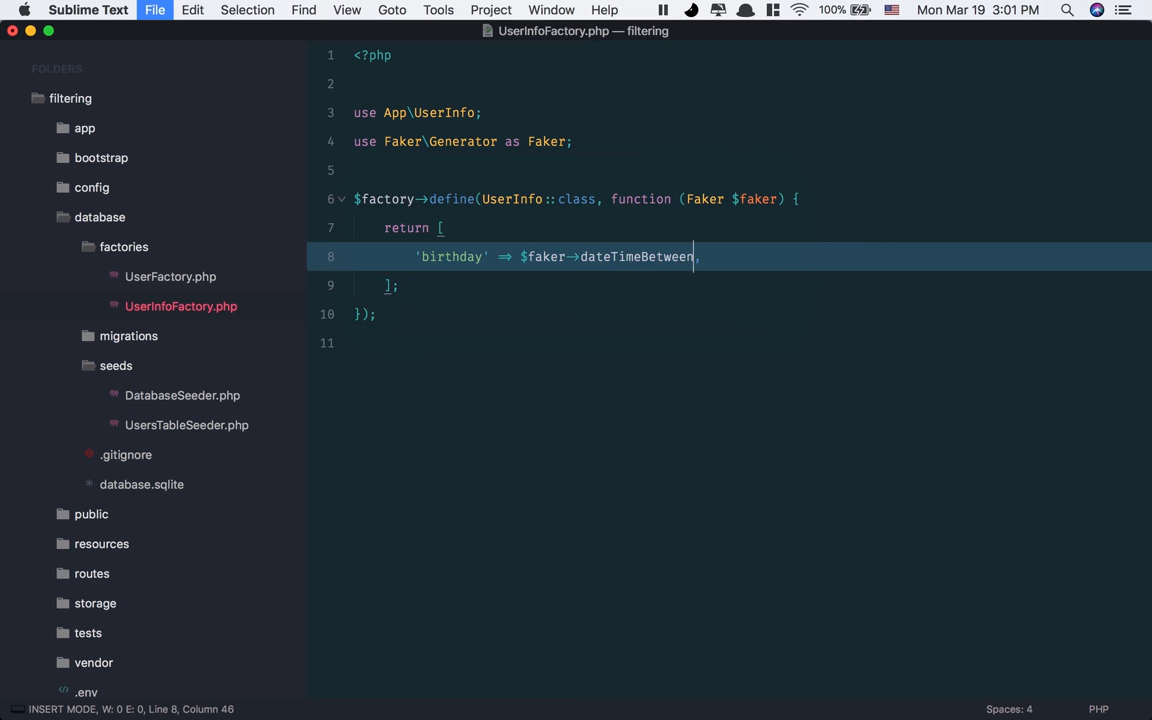 Sublime Text File Edit Selection Find View Goto Tools Project Window Help 100% Mon Mar 19 3:01 PM
UserInfoFactory.php — filtering
FOLDERS
filtering
app
bootstrap
config
database
factories
UserFactory.php
UserInfoFactory.php
migrations
seeds
DatabaseSeeder.php
UsersTableSeeder.php
.gitignore
* database.sqlite
public
resources
routes
storage
tests
vendor
</> .env
1 <?php
2
3 use App\UserInfo;
4 use Faker\Generator as Faker;
5
6 $factory->define(UserInfo::class, function (Faker $faker) {
7 return [
8 'birthday' => $faker->dateTimeBetween,
9 ];
10 });
11
INSERT MODE, W: 0 E: 0, Line 8, Column 46 Spaces: 4 PHP